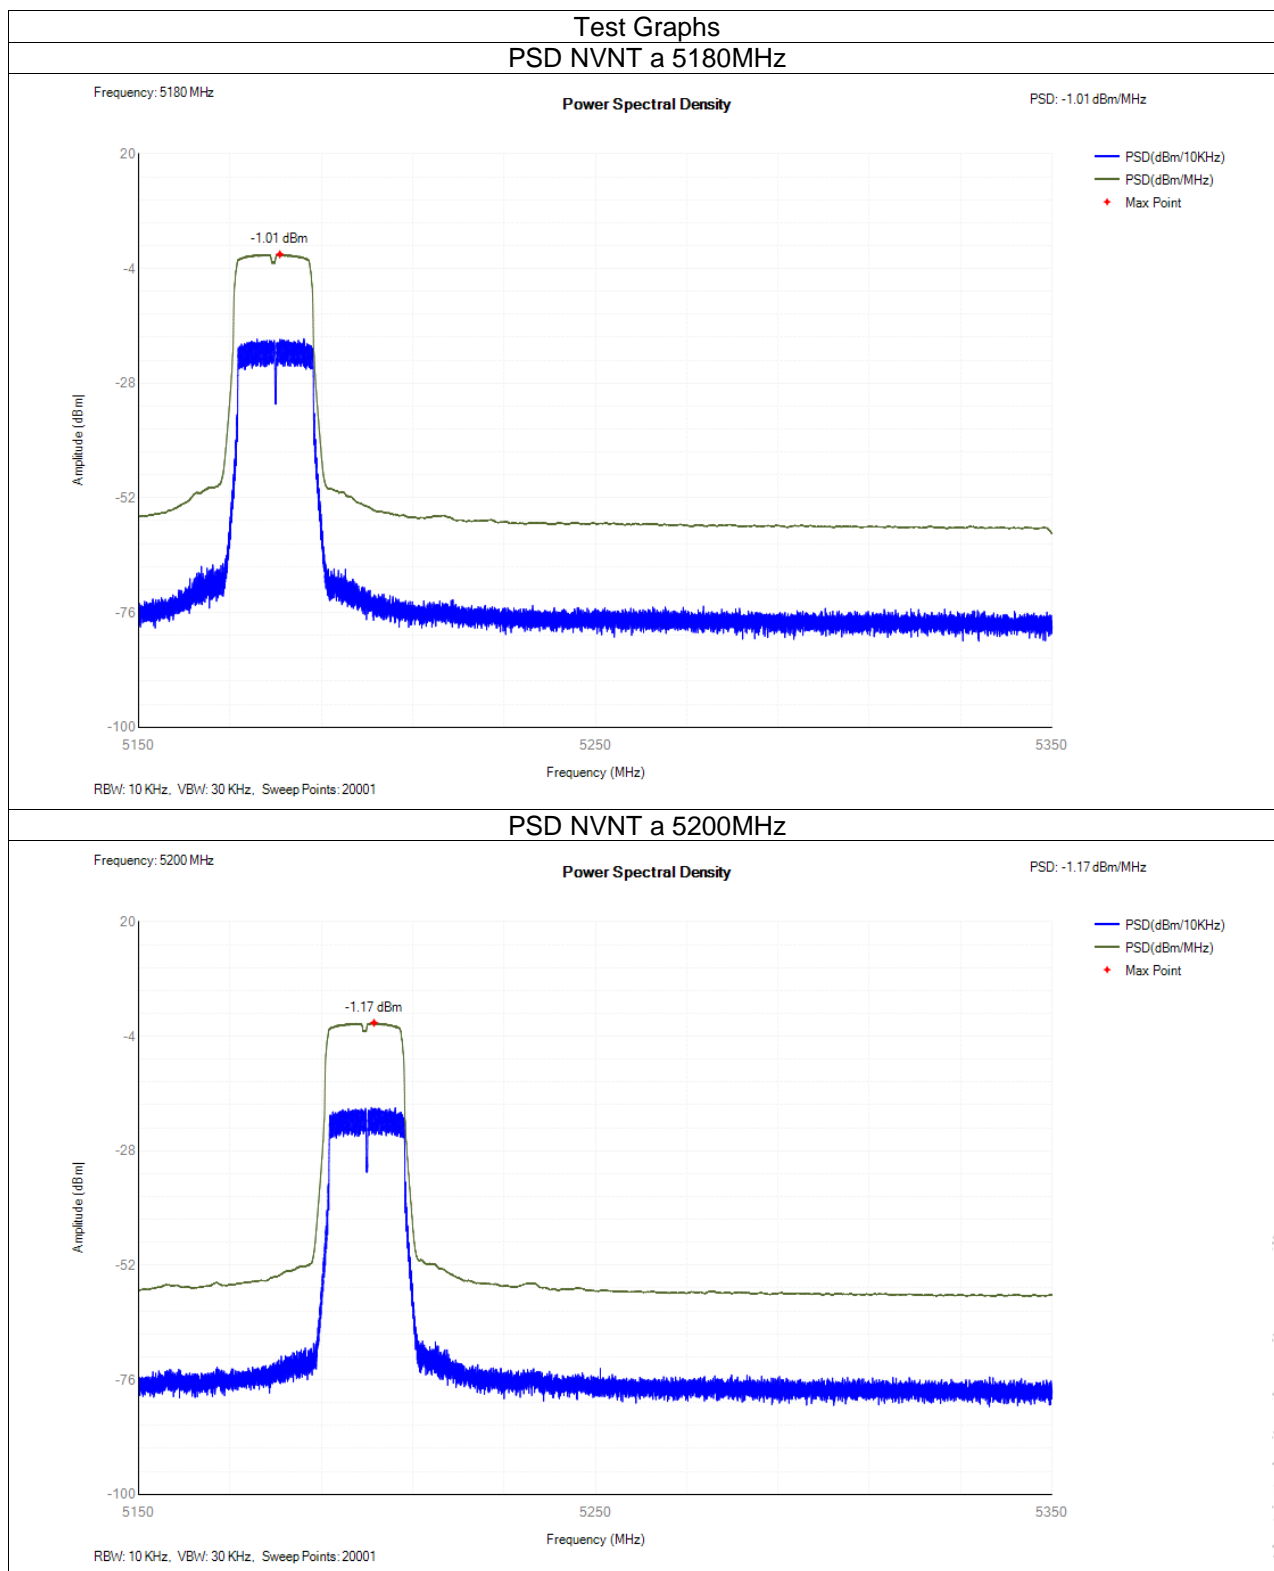 Test Graphs
PSD NVNT a 5180MHz
Frequency: 5180 MHz
Power Spectral Density
PSD: -1.01 dBm/MHz
PSD(dBm/10KHz)
PSD(dBm/MHz)
Max Point
20
-4
-28
-52
-76
-100
Amplitude [dBm]
-1.01 dBm
5150
5250
5350
Frequency (MHz)
RBW: 10 KHz, VBW: 30 KHz, Sweep Points: 20001
PSD NVNT a 5200MHz
Frequency: 5200 MHz
Power Spectral Density
PSD: -1.17 dBm/MHz
PSD(dBm/10KHz)
PSD(dBm/MHz)
Max Point
20
-4
-28
-52
-76
-100
Amplitude [dBm]
-1.17 dBm
5150
5250
5350
Frequency (MHz)
RBW: 10 KHz, VBW: 30 KHz, Sweep Points: 20001